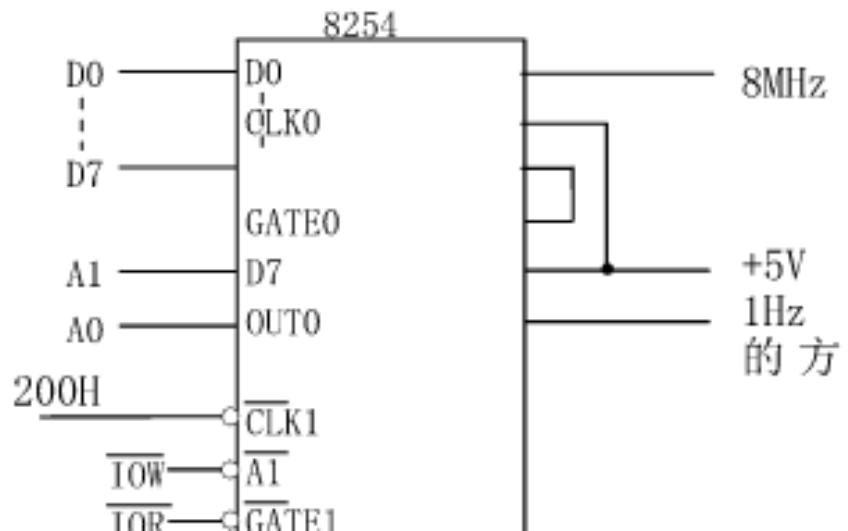 8254
D0 D0 8MHz
CLK0
D7
GATE0
A1 D7 +5V
A0 OUT0 1Hz
的 方
200H CLK1
IOW A1
IOR GATE1